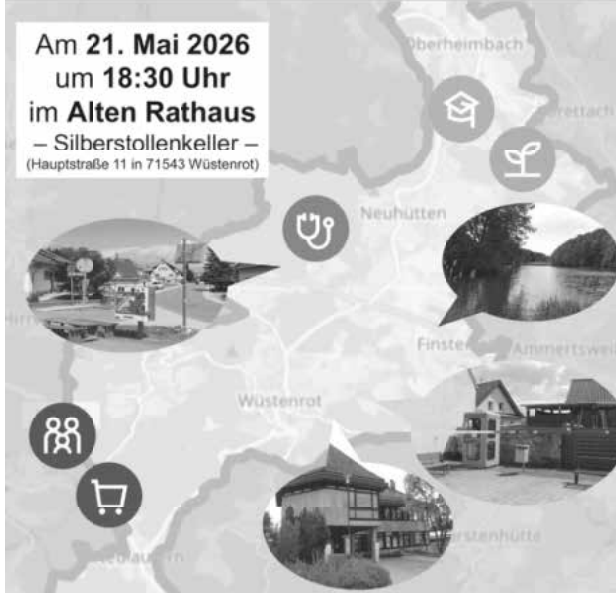 Am 21. Mai 2026
um 18:30 Uhr
im Alten Rathaus
– Silberstollenkeller –
(Hauptstraße 11 in 71543 Wüstenrot)
Oberheimbach
Neuhütten
Wüstenrot